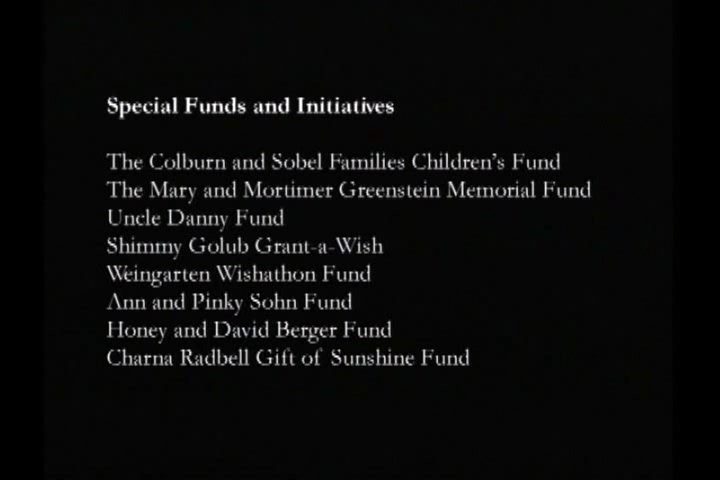 Special Funds and Initiatives
The Colburn and Sobel Families Children's Fund
The Mary and Mortimer Greenstein Memorial Fund
Uncle Danny Fund
Shimmy Golub Grant-a-Wish
Weingarten Wishathon Fund
Ann and Pinky Sohn Fund
Honey and David Berger Fund
Charna Radbell Gift of Sunshine Fund